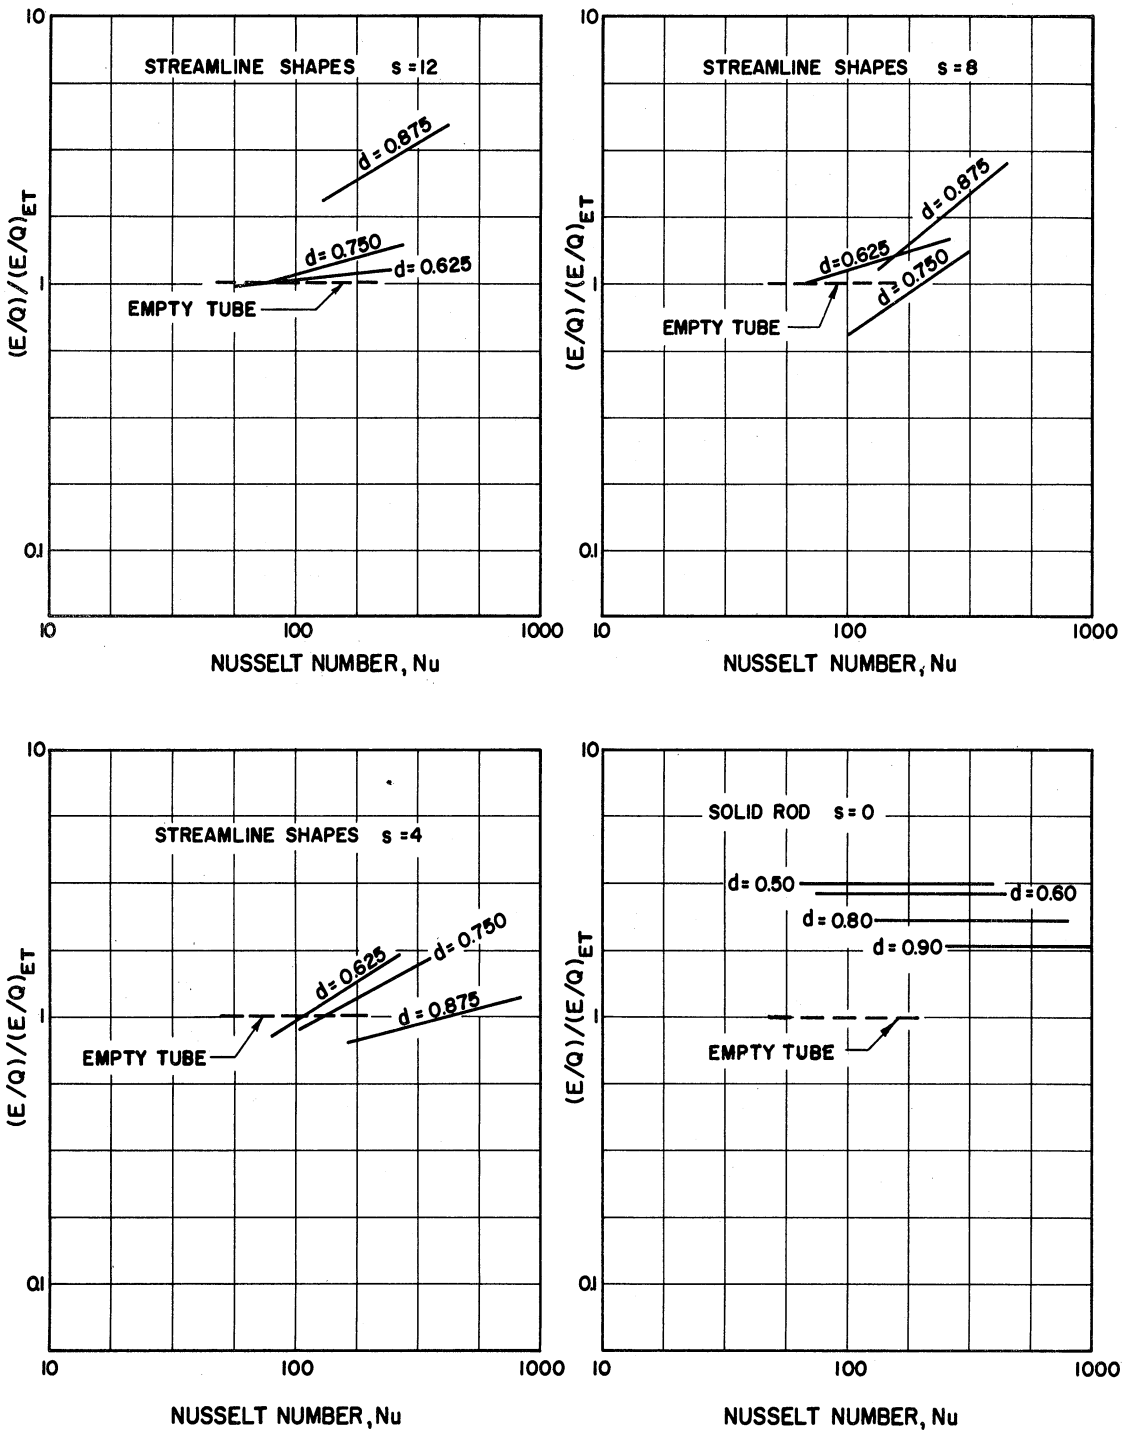 10
STREAMLINE SHAPES s=12
d=0.875
d=0.750
d=0.625
1
EMPTY TUBE
0.1
10
100
1000
(E/Q)/(E/Q)ET
NUSSELT NUMBER, Nu
10
STREAMLINE SHAPES s=8
d=0.875
d=0.625
d=0.750
1
EMPTY TUBE
0.1
10
100
1000
(E/Q)/(E/Q)ET
NUSSELT NUMBER, Nu
10
STREAMLINE SHAPES s=4
d=0.750
d=0.625
d=0.875
1
EMPTY TUBE
0.1
10
100
1000
(E/Q)/(E/Q)ET
NUSSELT NUMBER, Nu
10
SOLID ROD s=0
d=0.50
d=0.60
d=0.80
d=0.90
1
EMPTY TUBE
0.1
10
100
1000
(E/Q)/(E/Q)ET
NUSSELT NUMBER, Nu